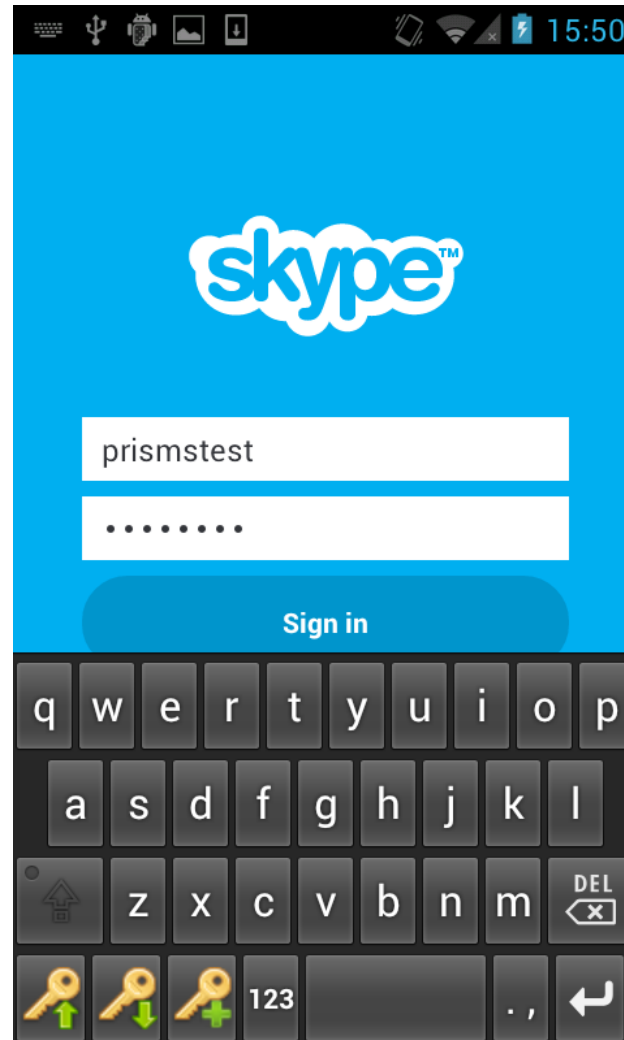 15:50
skype™
prismstest
••••••••
Sign in
q w e r t y u i o p
a s d f g h j k l
z x c v b n m DEL
123 . ,